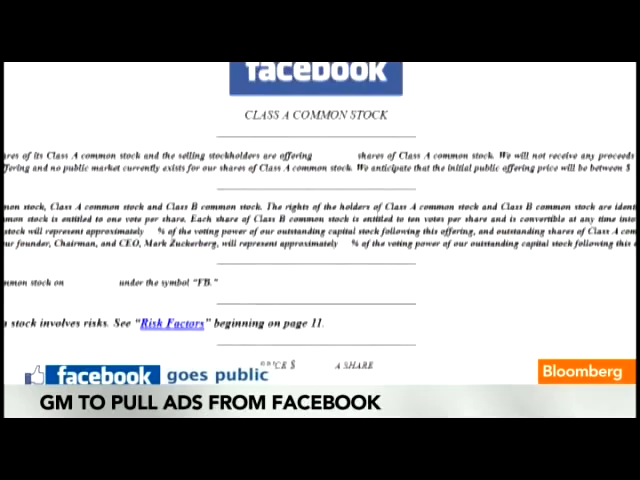 facebook
CLASS A COMMON STOCK
ares of its Class A common stock and the selling stockholders are offering shares of Class A common stock. We will not receive any proceeds
ffering and no public market currently exists for our shares of Class A common stock. We anticipate that the initial public offering price will be between $
mon stock, Class A common stock and Class B common stock. The rights of the holders of Class A common stock and Class B common stock are ident
mon stock is entitled to one vote per share. Each share of Class B common stock is entitled to ten votes per share and is convertible at any time into
stock will represent approximately % of the voting power of our outstanding capital stock following this offering, and outstanding shares of Class A com
ur founder, Chairman, and CEO, Mark Zuckerberg, will represent approximately % of the voting power of our outstanding capital stock following this
mmon stock on under the symbol “FB.”
stock involves risks. See “Risk Factors” beginning on page 11.
CE $ A SHARE
facebook goes public
Bloomberg
GM TO PULL ADS FROM FACEBOOK